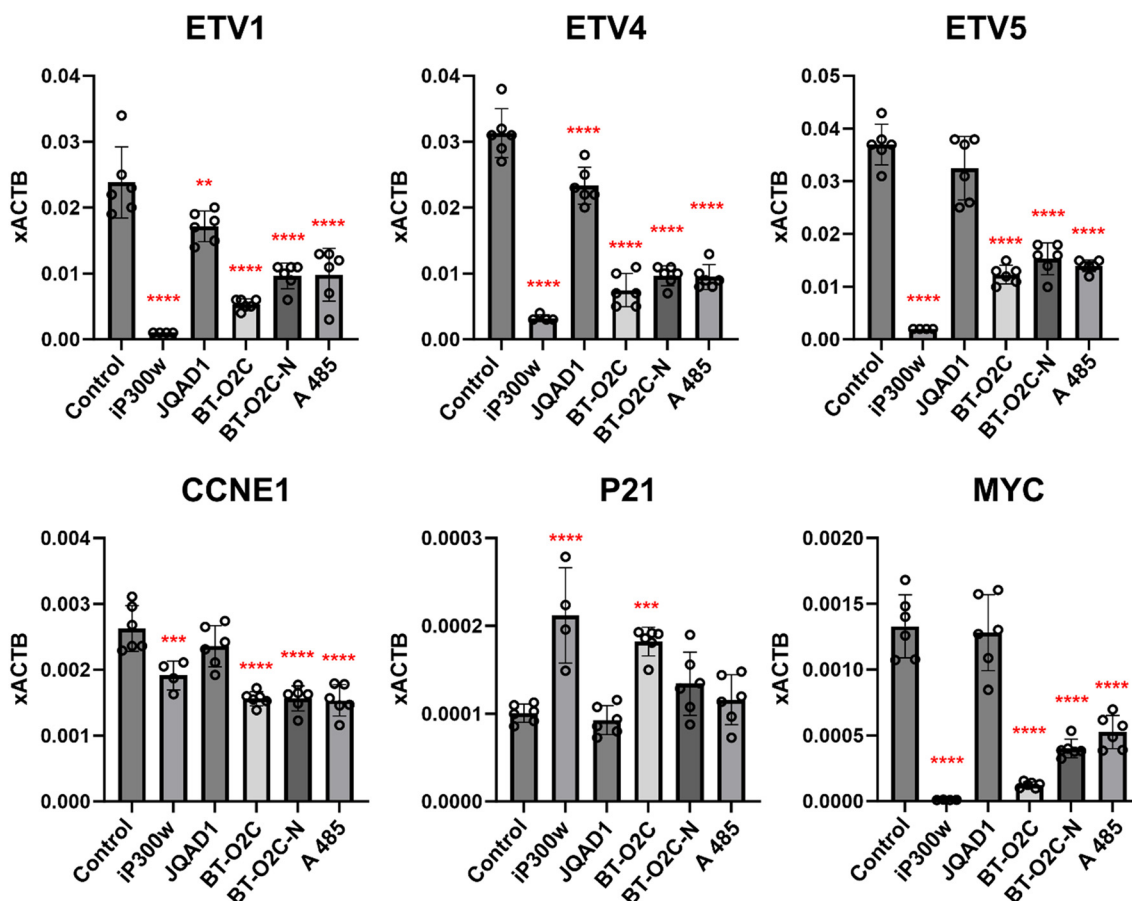 ETV1
xACTB
0.04
0.03
0.02
0.01
0.00
****
**
****
****
****
Control
iP300w
JQAD1
BT-O2C
BT-O2C-N
A 485
ETV4
xACTB
0.04
0.03
0.02
0.01
0.00
****
****
****
****
****
Control
iP300w
JQAD1
BT-O2C
BT-O2C-N
A 485
ETV5
xACTB
0.05
0.04
0.03
0.02
0.01
0.00
****
****
****
****
Control
iP300w
JQAD1
BT-O2C
BT-O2C-N
A 485
CCNE1
xACTB
0.004
0.003
0.002
0.001
0.000
***
****
****
****
Control
iP300w
JQAD1
BT-O2C
BT-O2C-N
A 485
P21
xACTB
0.0003
0.0002
0.0001
0.0000
****
***
Control
iP300w
JQAD1
BT-O2C
BT-O2C-N
A 485
MYC
xACTB
0.0020
0.0015
0.0010
0.0005
0.0000
****
****
****
****
Control
iP300w
JQAD1
BT-O2C
BT-O2C-N
A 485